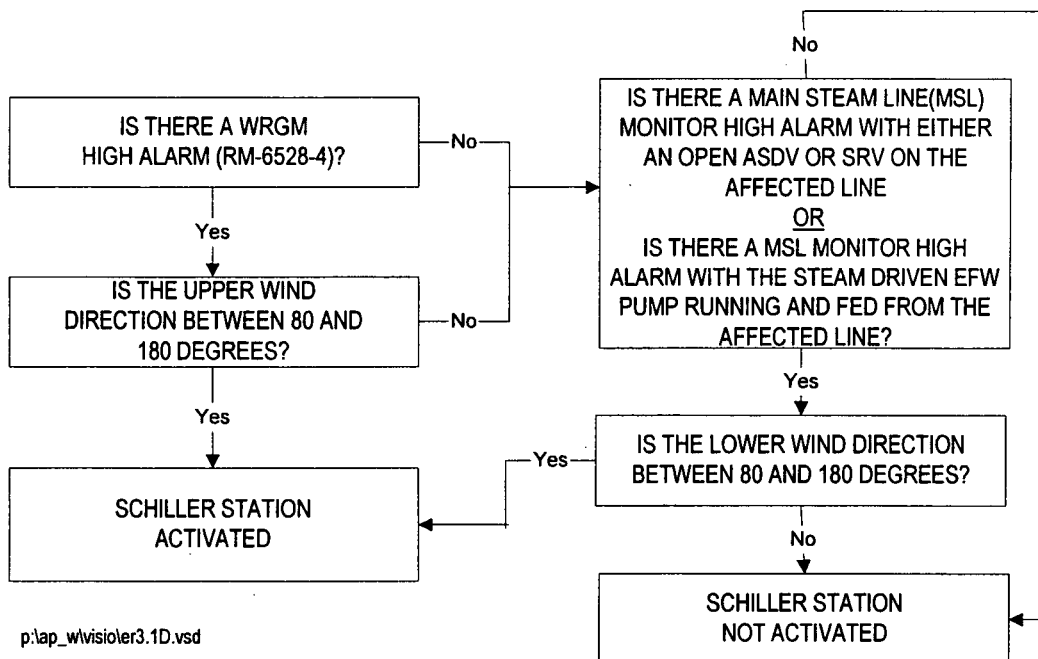 IS THERE A WRGM
HIGH ALARM (RM-6528-4)?
No
Yes
IS THE UPPER WIND
DIRECTION BETWEEN 80 AND
180 DEGREES?
No
Yes
SCHILLER STATION
ACTIVATED
No
IS THERE A MAIN STEAM LINE(MSL)
MONITOR HIGH ALARM WITH EITHER
AN OPEN ASDV OR SRV ON THE
AFFECTED LINE
OR
IS THERE A MSL MONITOR HIGH
ALARM WITH THE STEAM DRIVEN EFW
PUMP RUNNING AND FED FROM THE
AFFECTED LINE?
Yes
IS THE LOWER WIND DIRECTION
BETWEEN 80 AND 180 DEGREES?
Yes
No
SCHILLER STATION
NOT ACTIVATED
p:\ap_w\visio\er3.1D.vsd